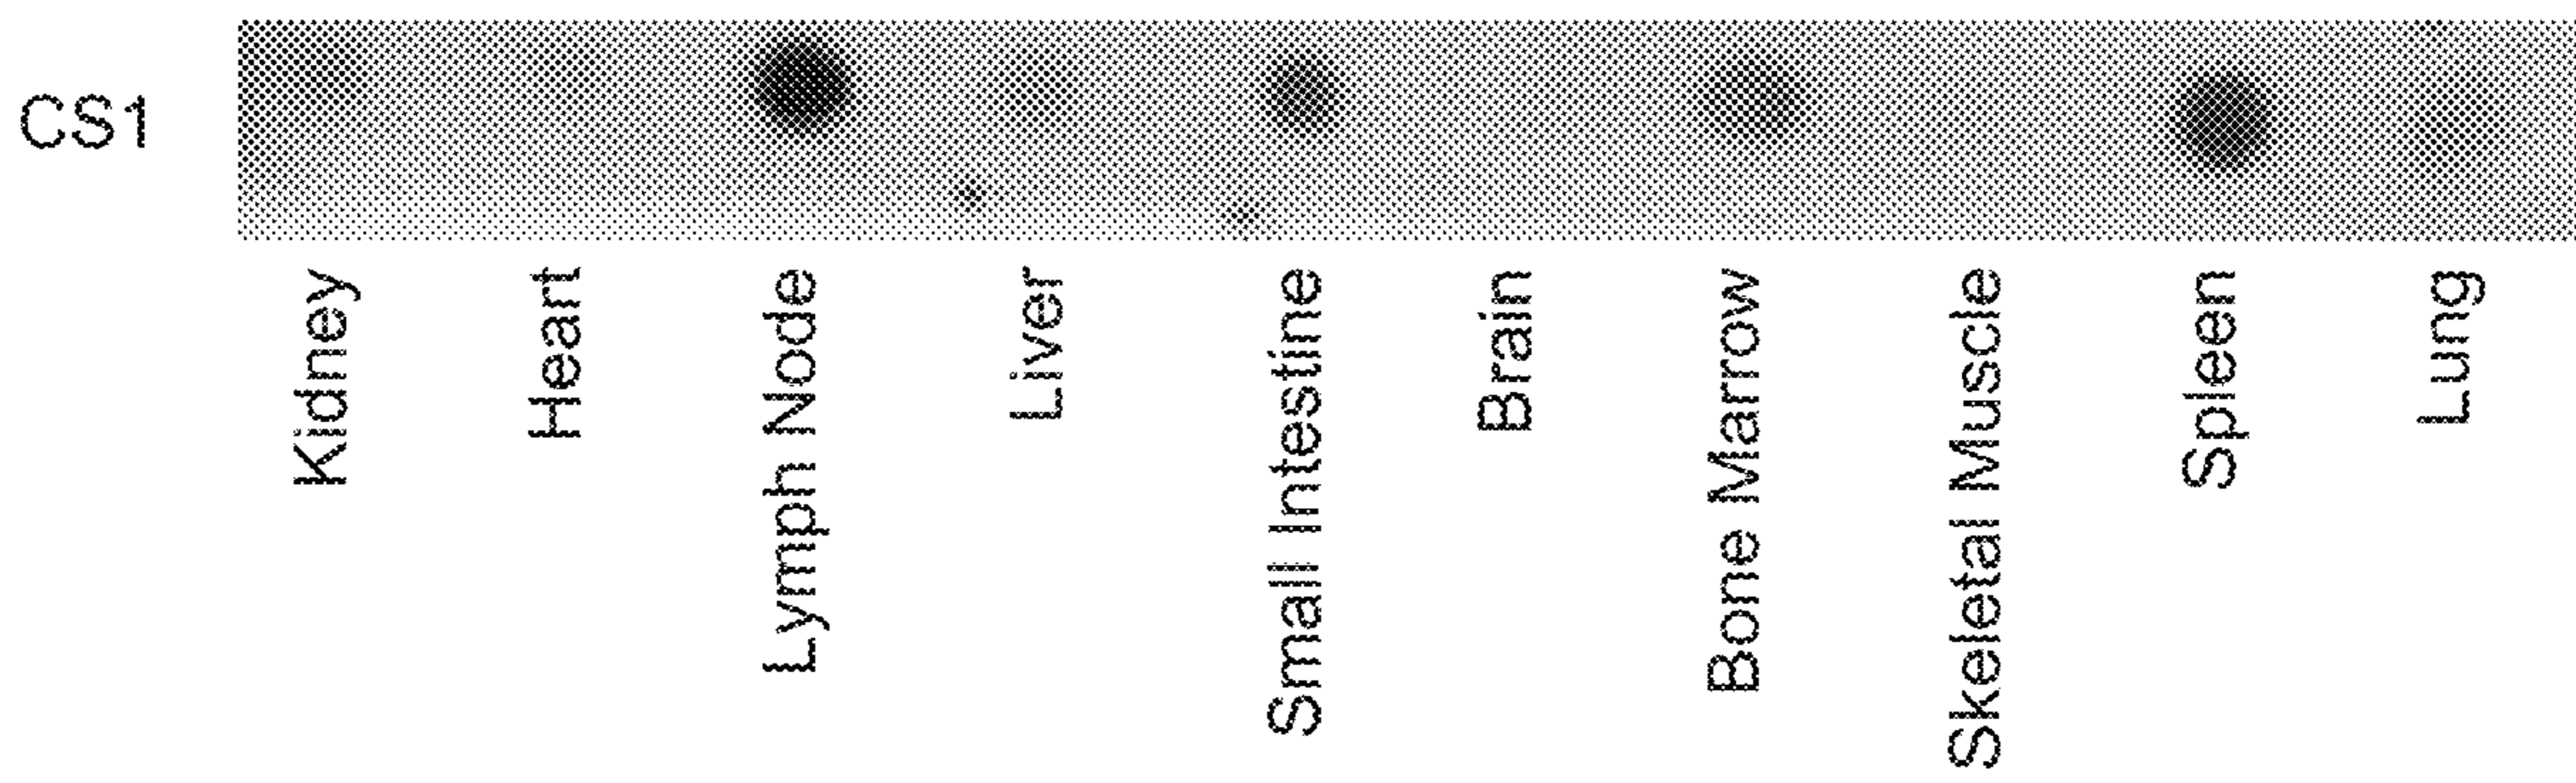 CS1
Kidney
Heart
Lymph Node
Liver
Small Intestine
Brain
Bone Marrow
Skeletal Muscle
Spleen
Lung